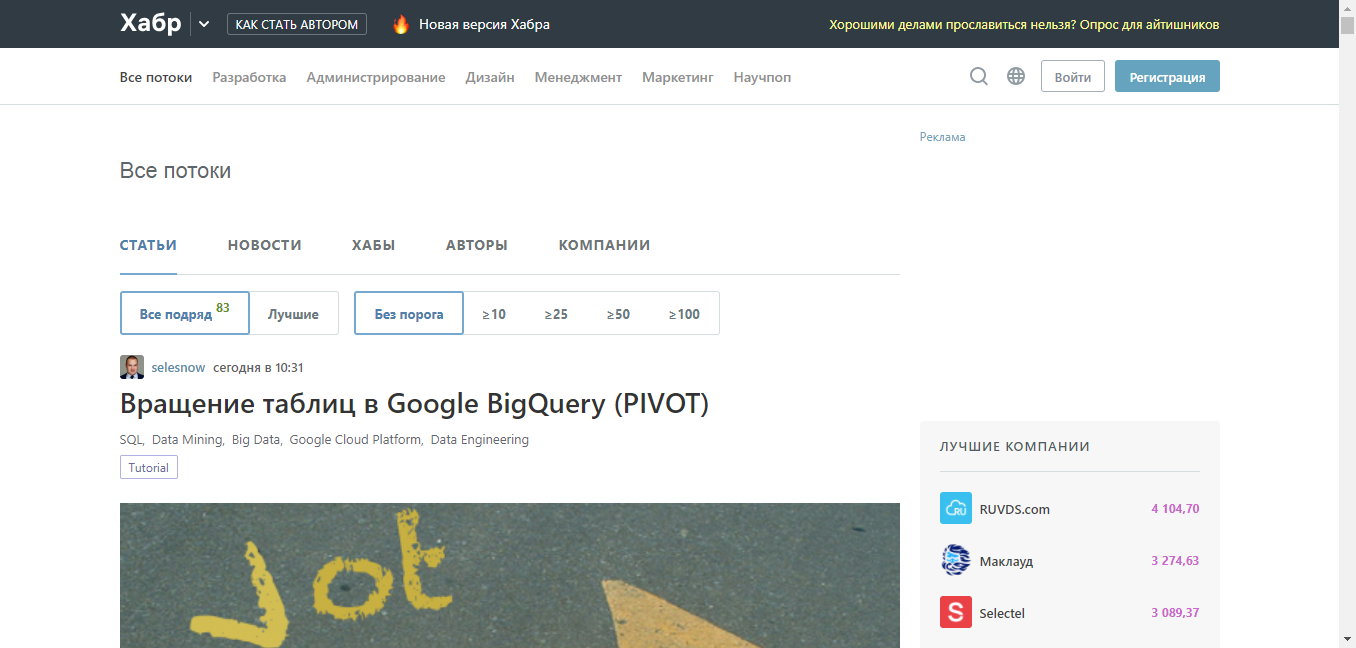 Хабр КАК СТАТЬ АВТОРОМ Новая версия Хабра Хорошими делами прославиться нельзя? Опрос для айтишников
Все потоки Разработка Администрирование Дизайн Менеджмент Маркетинг Научпоп Войти Регистрация
Реклама
Все потоки
СТАТЬИ НОВОСТИ ХАБЫ АВТОРЫ КОМПАНИИ
Все подряд 83 Лучшие Без порога ≥10 ≥25 ≥50 ≥100
selesnow сегодня в 10:31
Вращение таблиц в Google BigQuery (PIVOT)
SQL, Data Mining, Big Data, Google Cloud Platform, Data Engineering
Tutorial
ЛУЧШИЕ КОМПАНИИ
RU RUVDS.com 4 104,70
Маклауд 3 274,63
S Selectel 3 089,37